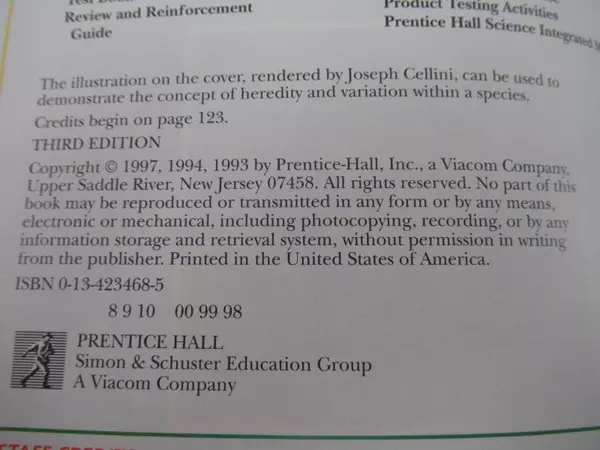 Review and Reinforcement
Guide
Product Testing Activities
Prentice Hall Science Integrated
The illustration on the cover, rendered by Joseph Cellini, can be used to
demonstrate the concept of heredity and variation within a species.
Credits begin on page 123.
THIRD EDITION
Copyright © 1997, 1994, 1993 by Prentice-Hall, Inc., a Viacom Company,
Upper Saddle River, New Jersey 07458. All rights reserved. No part of this
book may be reproduced or transmitted in any form or by any means,
electronic or mechanical, including photocopying, recording, or by any
information storage and retrieval system, without permission in writing
from the publisher. Printed in the United States of America.
ISBN 0-13-423468-5
8 9 10 00 99 98
PRENTICE HALL
Simon & Schuster Education Group
A Viacom Company